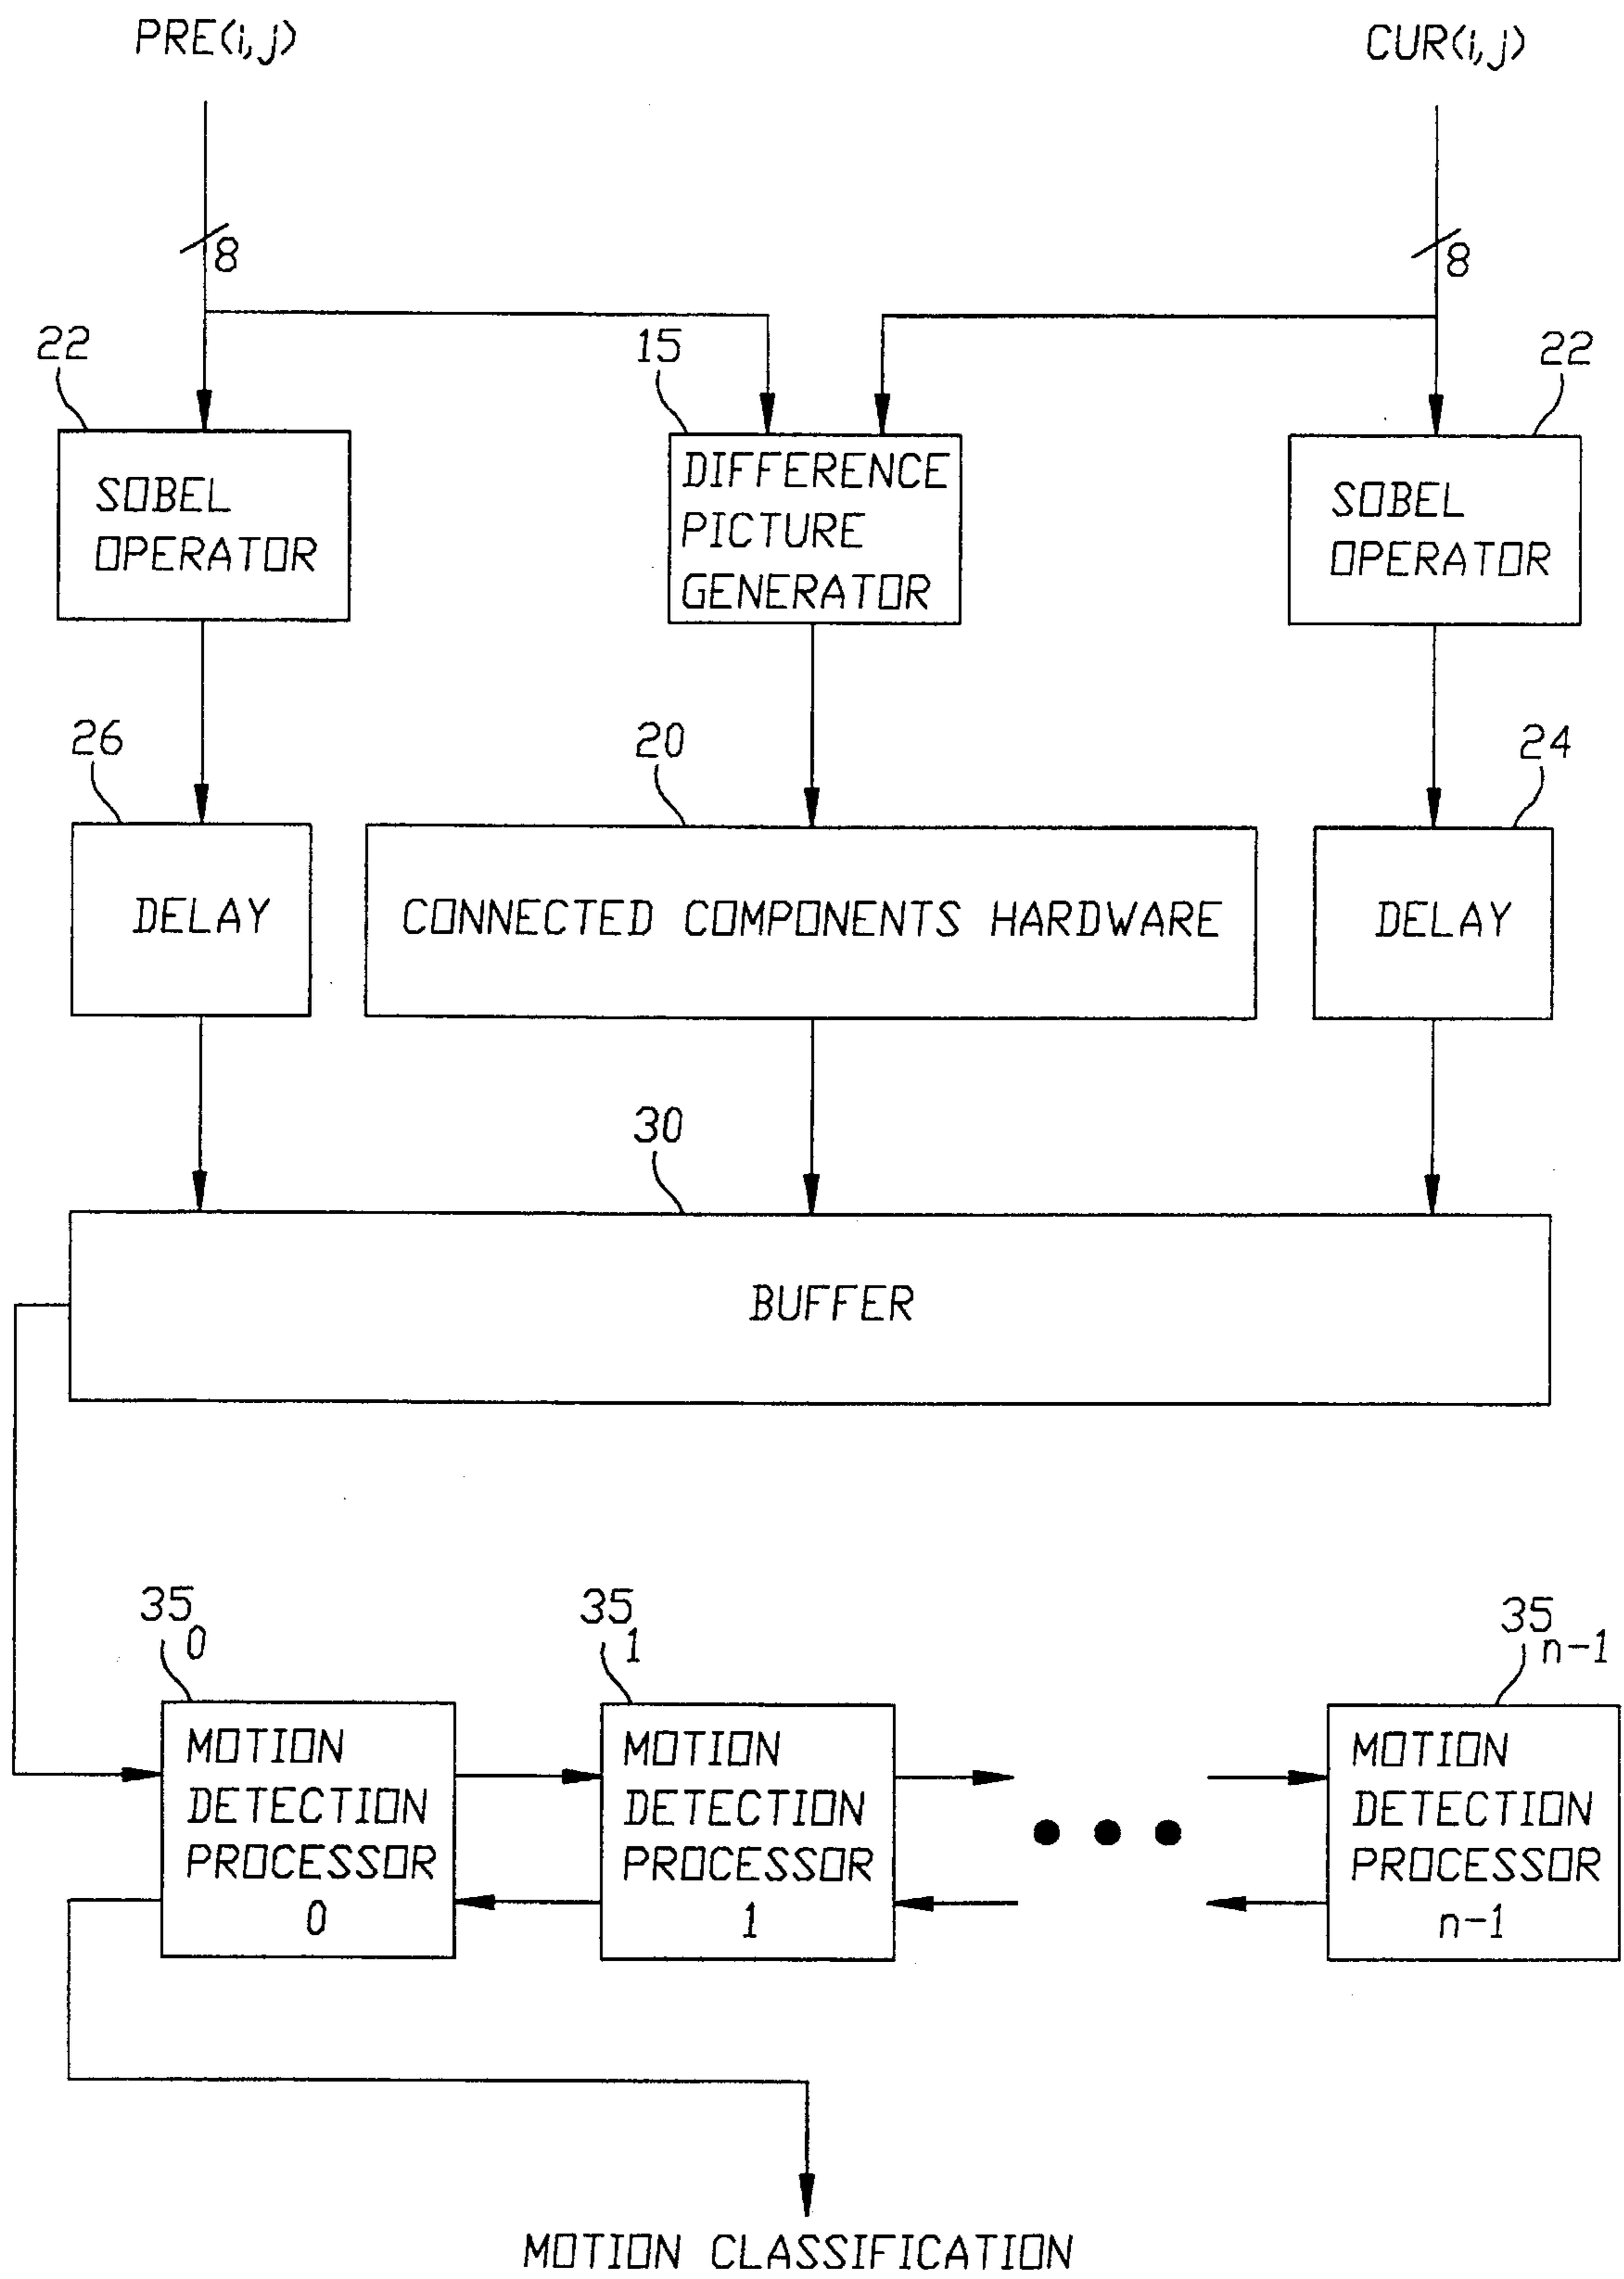 PRE(i,j)
CUR(i,j)
8
8
22
15
22
SOBEL
OPERATOR
DIFFERENCE
PICTURE
GENERATOR
SOBEL
OPERATOR
26
20
24
DELAY
CONNECTED COMPONENTS HARDWARE
DELAY
30
BUFFER
35 0
35 1
35 n-1
MOTION
DETECTION
PROCESSOR
0
MOTION
DETECTION
PROCESSOR
1
MOTION
DETECTION
PROCESSOR
n-1
MOTION CLASSIFICATION